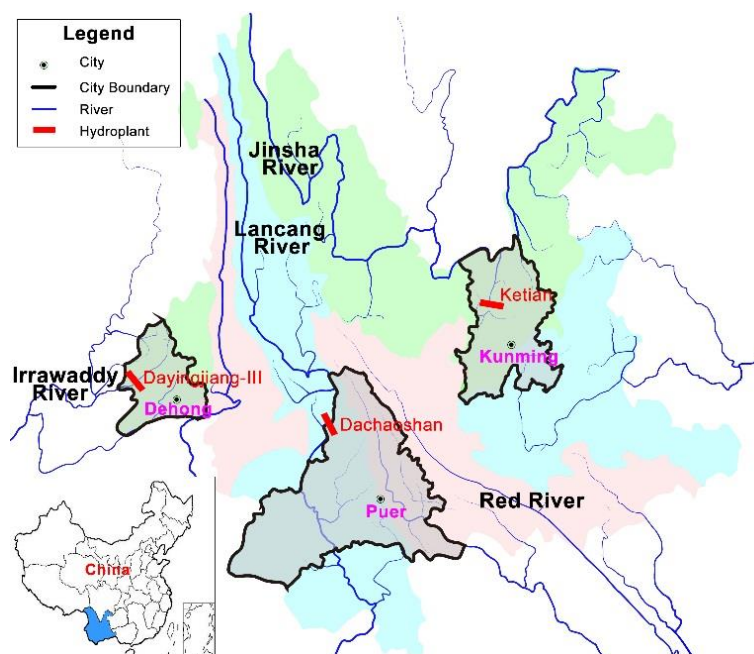 Legend
City
City Boundary
River
Hydroplant
Jinsha
River
Lancang
River
Ketian
Kunming
Irrawaddy
River
Dayingjiang-III
Dehong
Dachaoshan
Puer
Red River
China